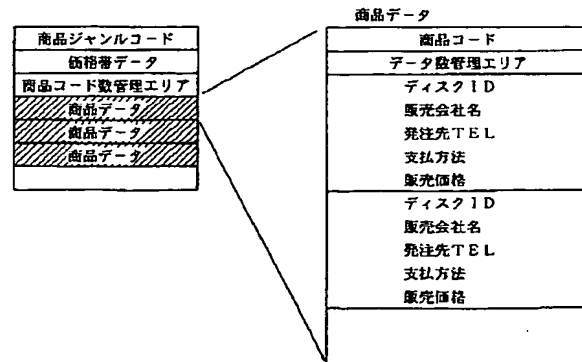 商品ジャンルコード
価格帯データ
商品コード数管理エリア
商品データ
商品データ
商品データ
商品データ
商品コード
データ数管理エリア
ディスクID
販売会社名
発注先TEL
支払方法
販売価格
ディスクID
販売会社名
発注先TEL
支払方法
販売価格